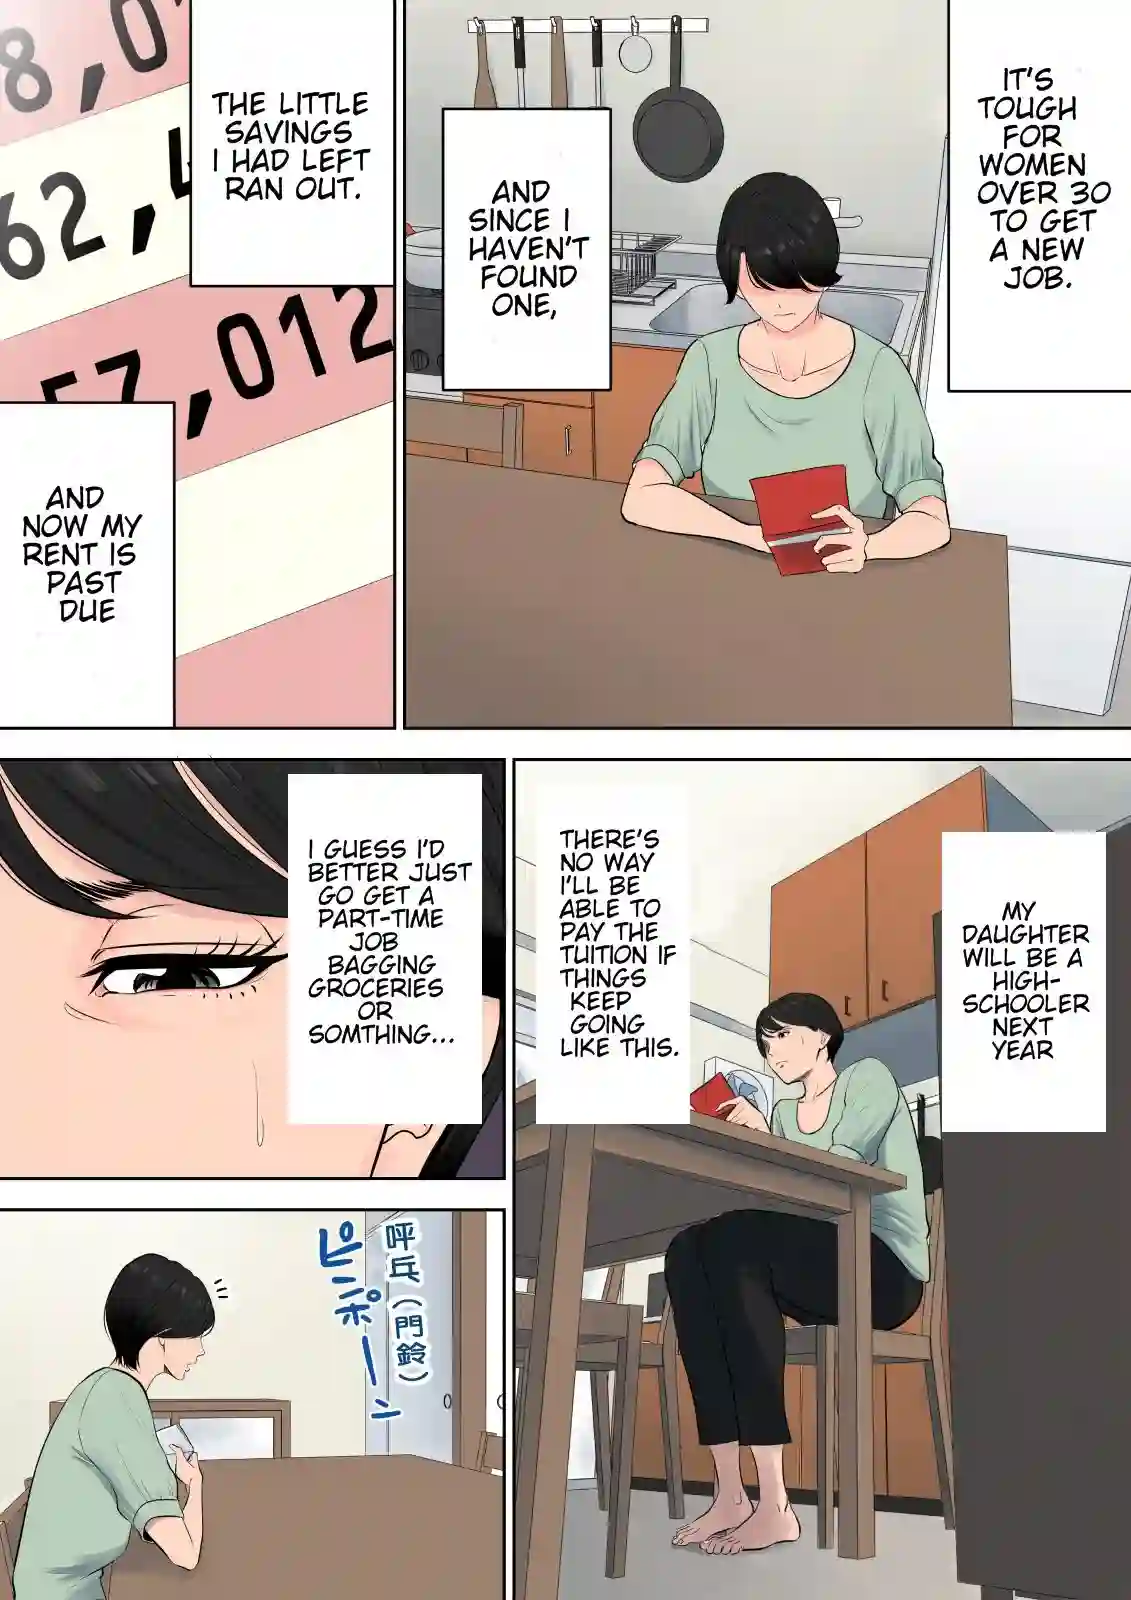 IT'S
TOUGH
FOR
WOMEN
OVER 30
TO GET
A NEW
JOB.
AND
SINCE I
HAVEN'T
FOUND
ONE,
THE LITTLE
SAVINGS
I HAD LEFT
RAN OUT.
8,0
62,4
57,012
AND
NOW MY
RENT IS
PAST
DUE
MY
DAUGHTER
WILL BE A
HIGH-
SCHOOLER
NEXT
YEAR
THERE'S
NO WAY
I'LL BE
ABLE TO
PAY THE
TUITION IF
THINGS
KEEP
GOING
LIKE THIS.
I GUESS I'D
BETTER JUST
GO GET A
PART-TIME
JOB
BAGGING
GROCERIES
OR
SOMTHING...
呼兵（門鈴）
ピンポーン